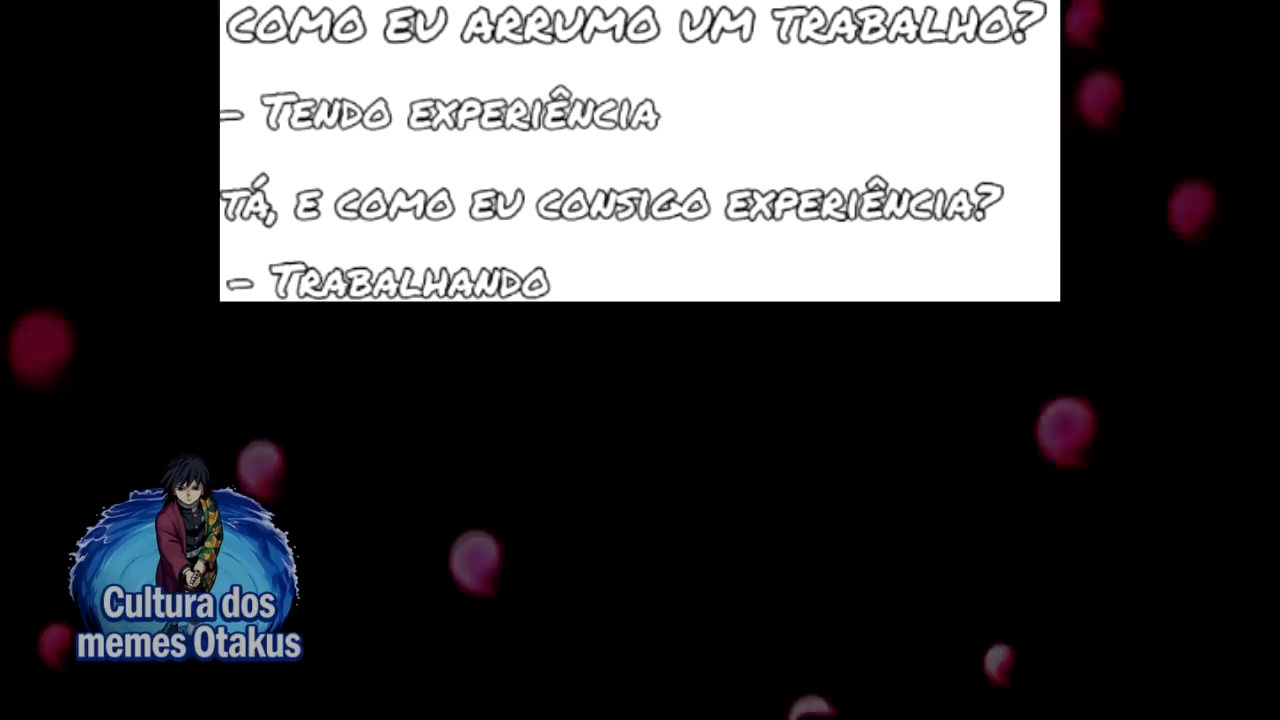 COMO EU ARRUMO UM TRABALHO?
- TENDO EXPERIÊNCIA
TÁ, E COMO EU CONSIGO EXPERIÊNCIA?
- TRABALHANDO
Cultura dos
memes Otakus